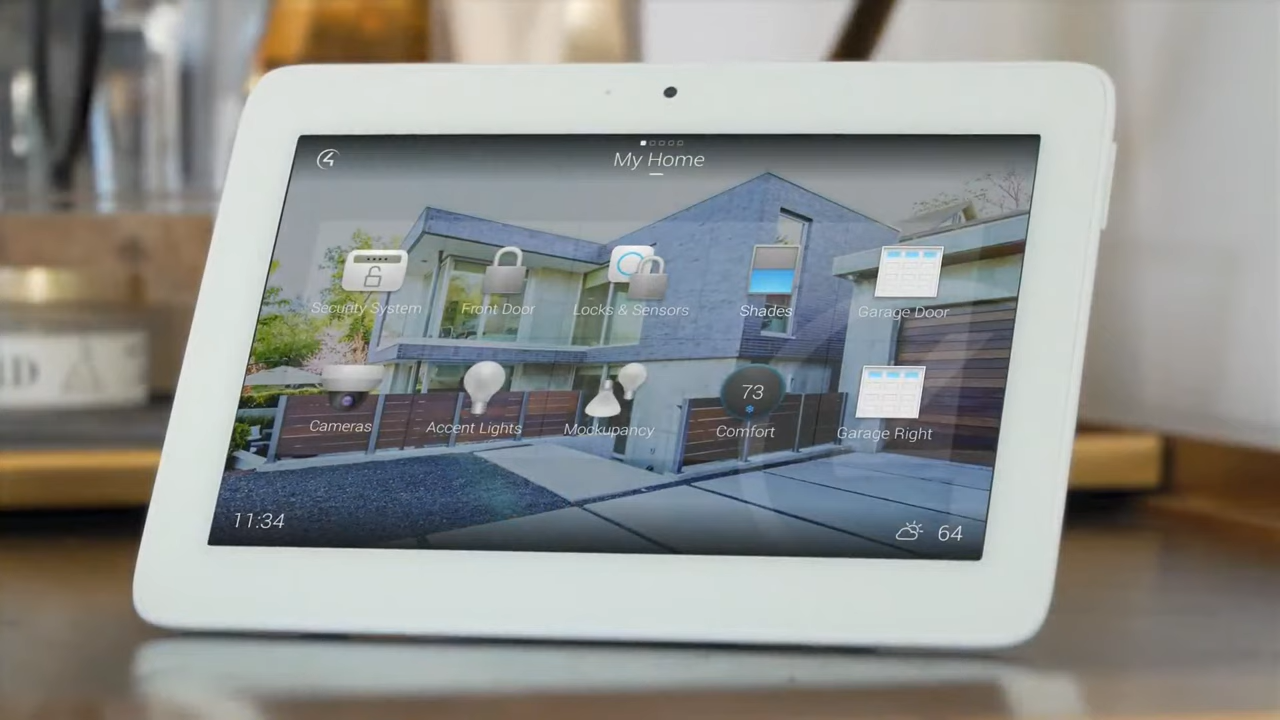 My Home
Security System
Front Door
Locks & Sensors
Shades
Garage Door
73
Cameras
Accent Lights
Mockupancy
Comfort
Garage Right
11:34
64